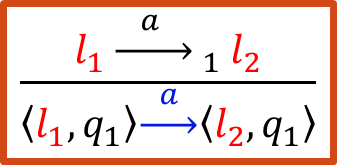 l₁ —a→ ₁ l₂
⟨l₁, q₁⟩ —a→ ⟨l₂, q₁⟩